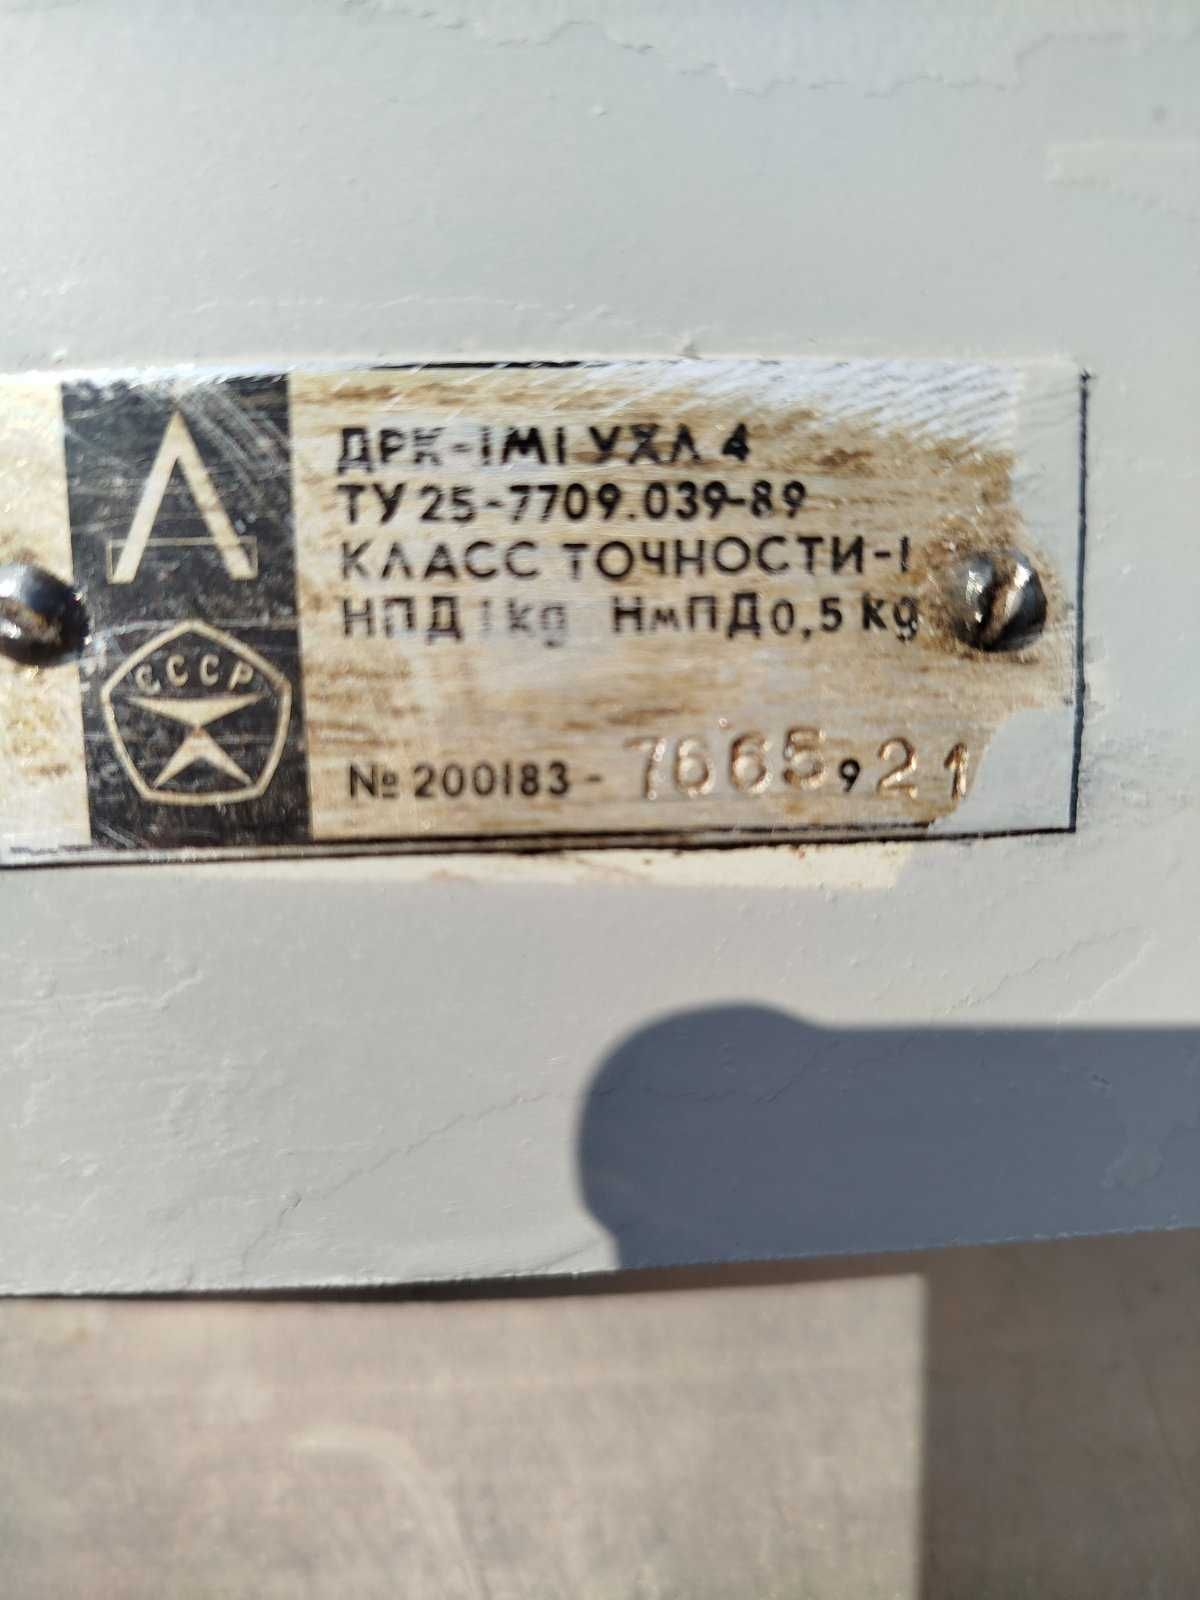 ДРК-1М1 УХЛ 4
ТУ 25-7709.039-89
КЛАСС ТОЧНОСТИ-1
НПД 1 kg НмПД 0,5 kg
СССР
№ 200183- 7665 9 21